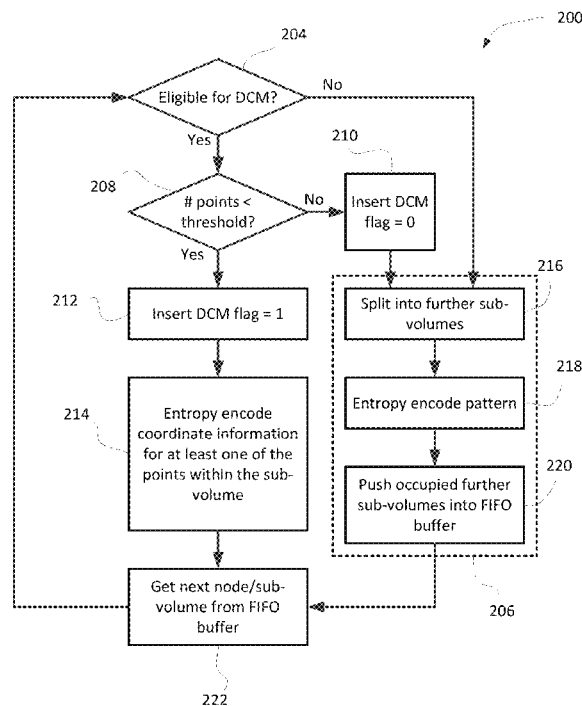 200
204
Eligible for DCM?
No
Yes
210
208
# points <
threshold?
No
Insert DCM
flag = 0
Yes
212
Insert DCM flag = 1
216
Split into further sub-
volumes
218
214
Entropy encode
coordinate information
for at least one of the
points within the sub-
volume
Entropy encode pattern
220
Push occupied further
sub-volumes into FIFO
buffer
Get next node/sub-
volume from FIFO
buffer
206
222